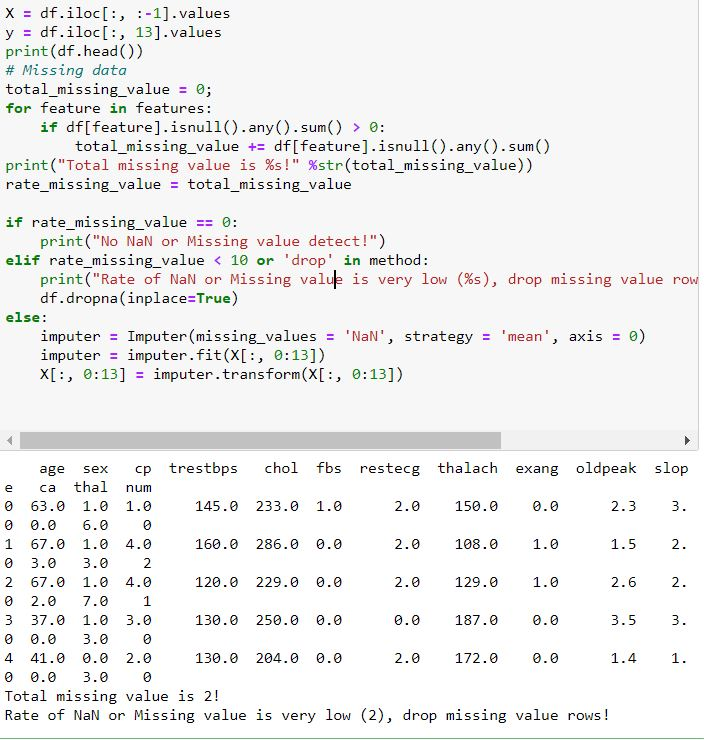 X = df.iloc[:, :-1].values
y = df.iloc[:, 13].values
print(df.head())
# Missing data
total_missing_value = 0;
for feature in features:
    if df[feature].isnull().any().sum() > 0:
        total_missing_value += df[feature].isnull().any().sum()
print("Total missing value is %s!" %str(total_missing_value))
rate_missing_value = total_missing_value

if rate_missing_value == 0:
    print("No NaN or Missing value detect!")
elif rate_missing_value < 10 or 'drop' in method:
    print("Rate of NaN or Missing value is very low (%s), drop missing value row
    df.dropna(inplace=True)
else:
    imputer = Imputer(missing_values = 'NaN', strategy = 'mean', axis = 0)
    imputer = imputer.fit(X[:, 0:13])
    X[:, 0:13] = imputer.transform(X[:, 0:13])

    age  sex   cp  trestbps   chol  fbs  restecg  thalach  exang  oldpeak  slop
e   ca  thal  num
0  63.0  1.0  1.0     145.0  233.0  1.0      2.0    150.0    0.0      2.3    3.
0  0.0   6.0    0
1  67.0  1.0  4.0     160.0  286.0  0.0      2.0    108.0    1.0      1.5    2.
0  3.0   3.0    2
2  67.0  1.0  4.0     120.0  229.0  0.0      2.0    129.0    1.0      2.6    2.
0  2.0   7.0    1
3  37.0  1.0  3.0     130.0  250.0  0.0      0.0    187.0    0.0      3.5    3.
0  0.0   3.0    0
4  41.0  0.0  2.0     130.0  204.0  0.0      2.0    172.0    0.0      1.4    1.
0  0.0   3.0    0
Total missing value is 2!
Rate of NaN or Missing value is very low (2), drop missing value rows!